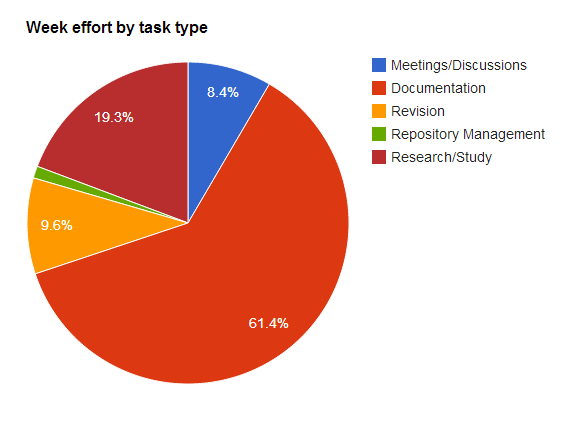 Week effort by task type
Meetings/Discussions
Documentation
Revision
Repository Management
Research/Study
8.4%
19.3%
9.6%
61.4%